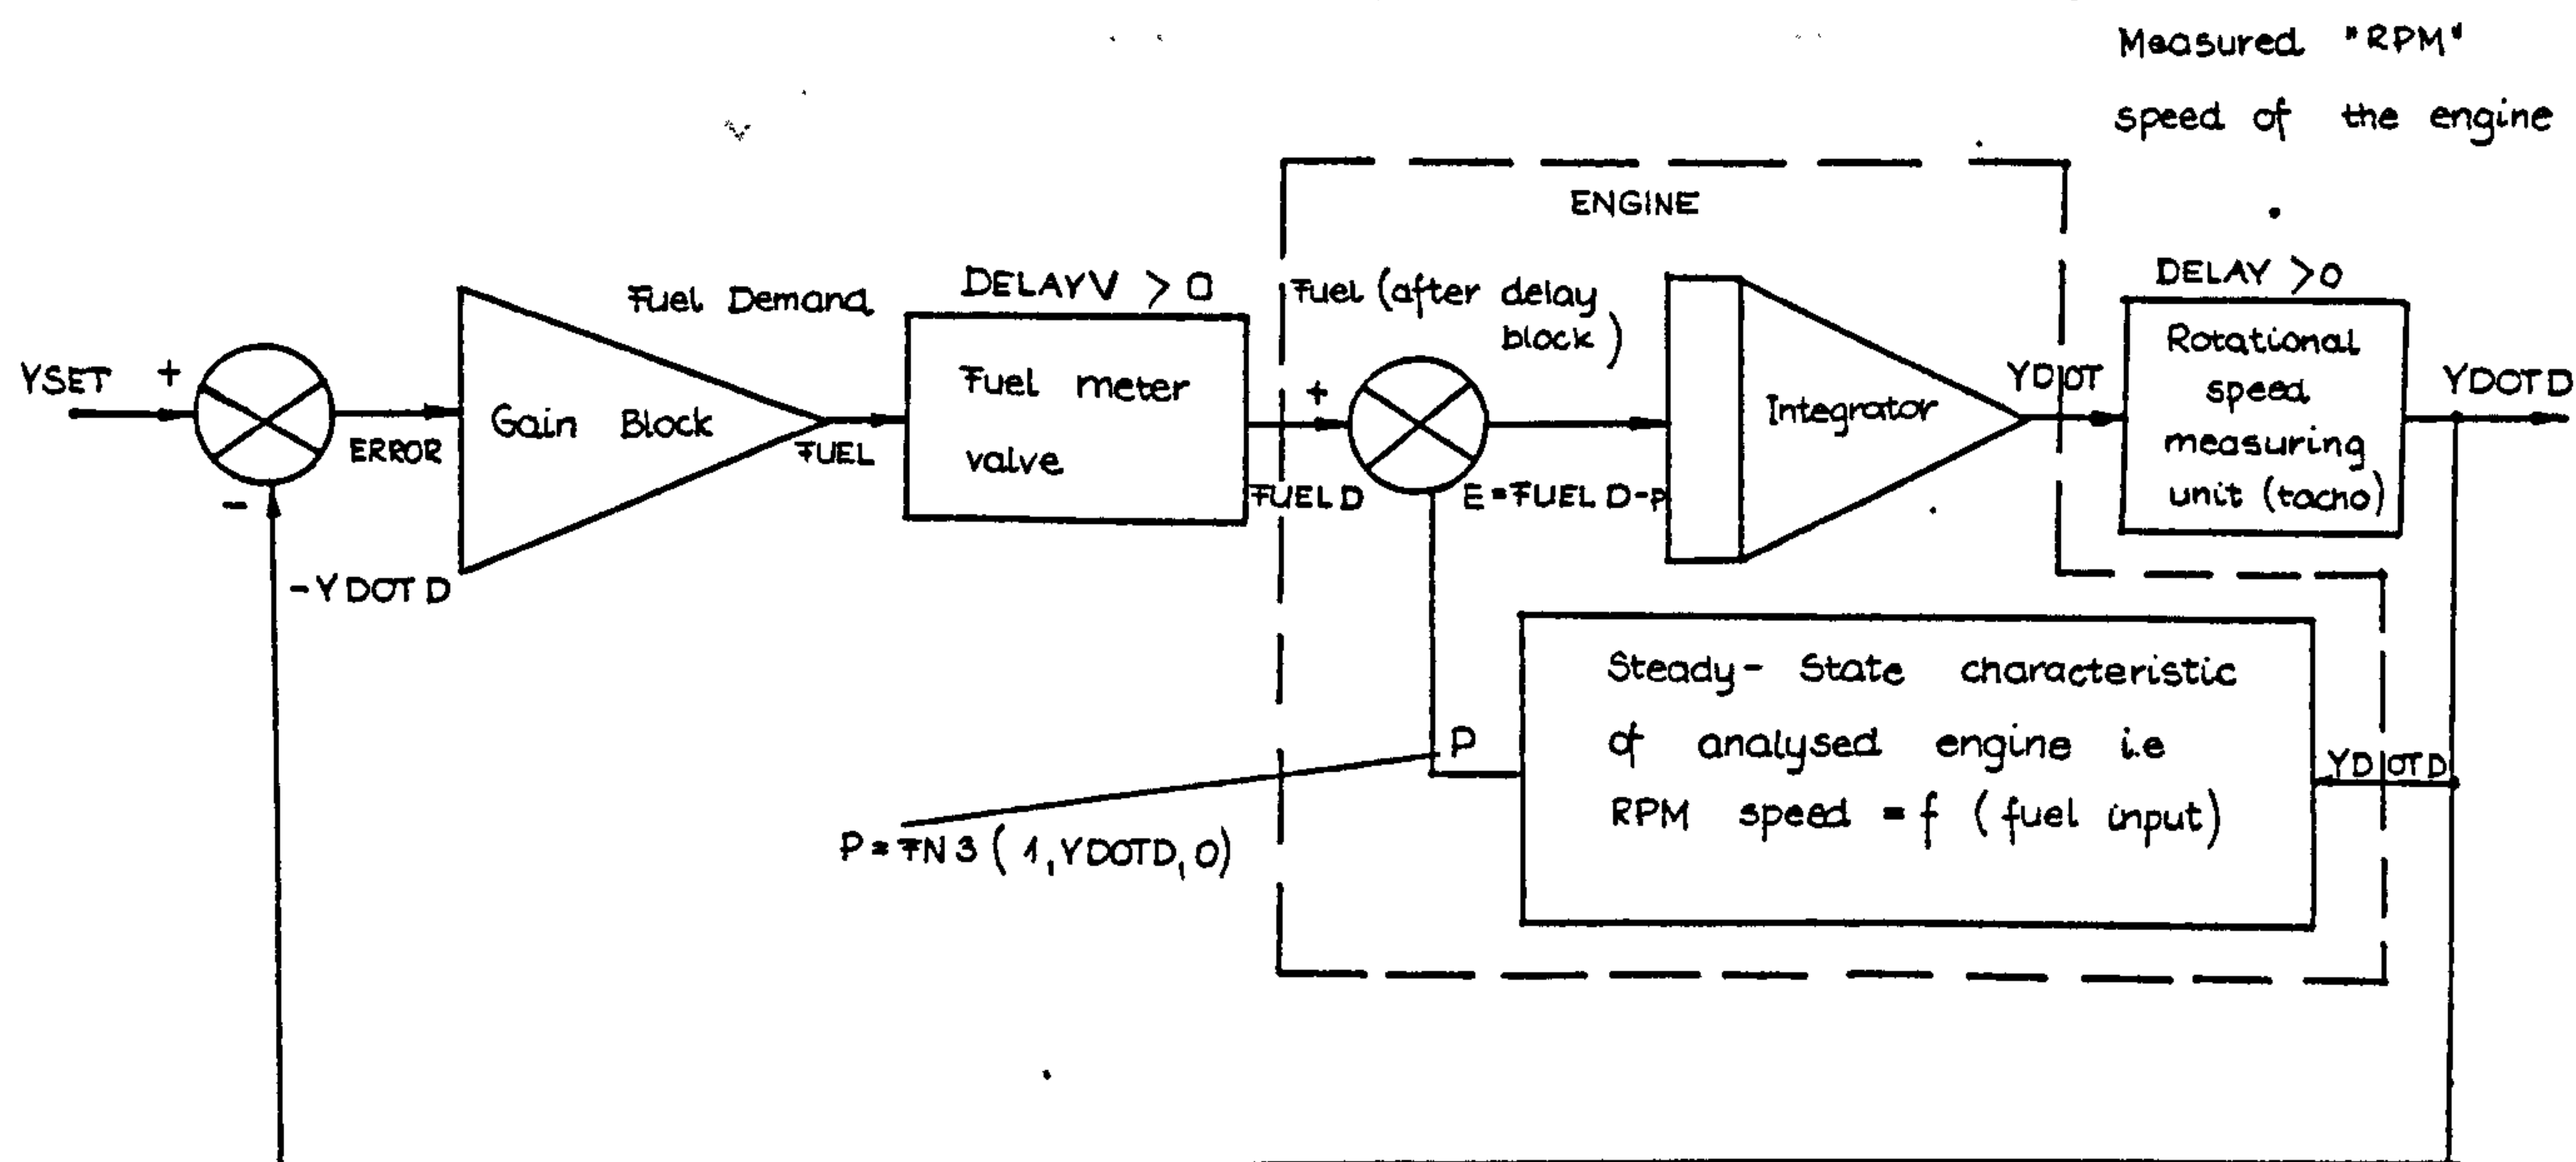 Measured "RPM"
speed of the engine
ENGINE
Fuel Demand
DELAYV > 0
Fuel (after delay
block)
DELAY > 0
YSET
+
-
ERROR
-YDOTD
Gain Block
FUEL
Fuel meter
valve
FUELD
+
E=FUELD-P
Integrator
YDOT
Rotational
speed
measuring
unit (tacho)
YDOTD
Steady-State characteristic
of analysed engine i.e
RPM speed = f (fuel input)
YDOTD
P
P=FN3(1,YDOTD,0)